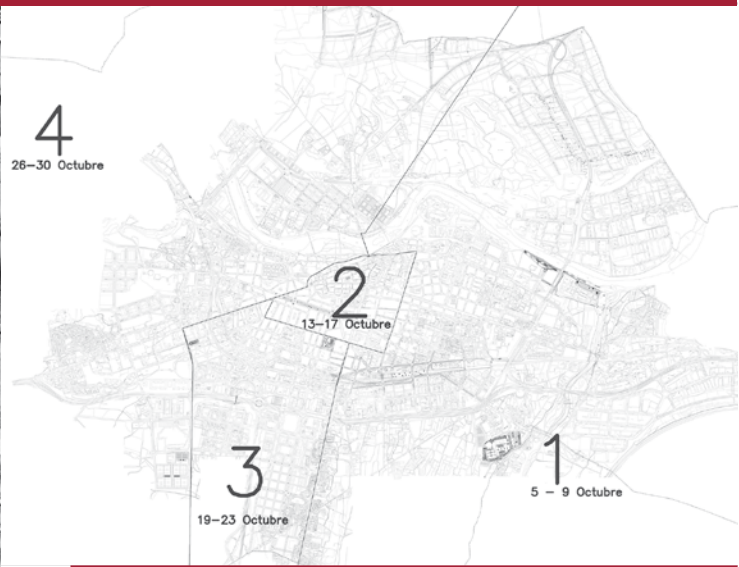 4
26–30 Octubre
2
13–17 Octubre
3
19–23 Octubre
1
5 – 9 Octubre